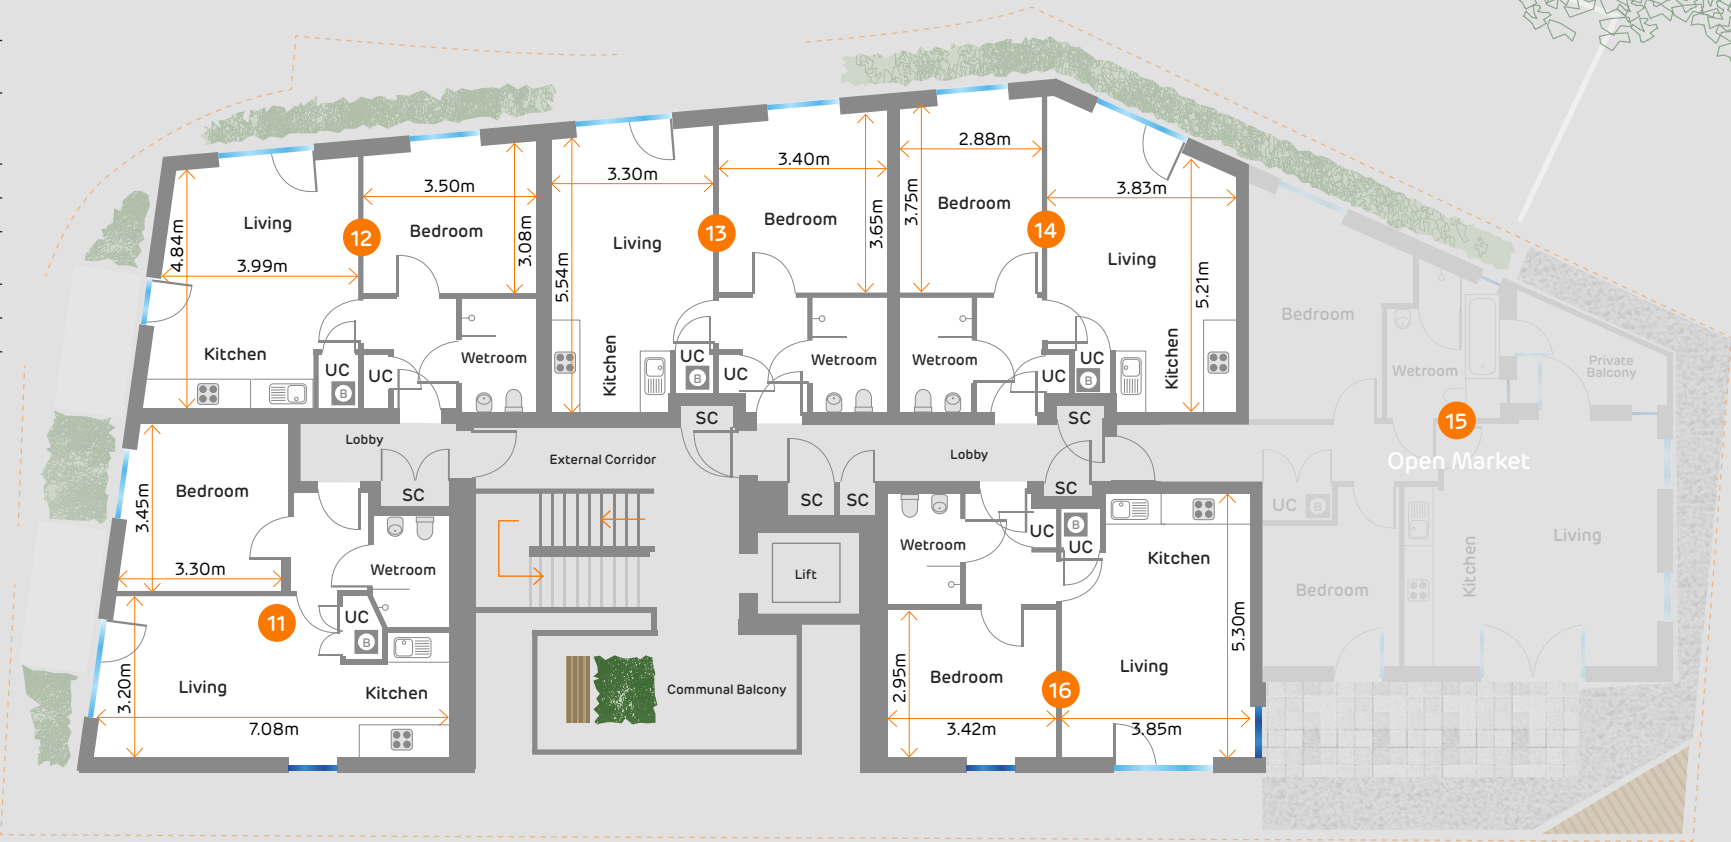 2.88m
3.40m
3.30m
3.50m
3.83m
3.75m
Bedroom
Living
4.84m
12
Bedroom
3.08m
Living
13
Bedroom
3.65m
14
Living
3.99m
5.54m
5.21m
Bedroom
Kitchen
UC
B
UC
Wetroom
Kitchen
UC
B
UC
Wetroom
Wetroom
UC
UC
B
Kitchen
Wetroom
Private
Balcony
SC
SC
15
Open Market
Lobby
External Corridor
Lobby
SC
SC
SC
SC
UC
B
Bedroom
3.45m
3.30m
Wetroom
Wetroom
UC
B
UC
Kitchen
Living
Kitchen
Bedroom
Lift
11
UC
B
3.20m
Living
Kitchen
7.08m
Communal Balcony
2.95m
Bedroom
16
Living
5.30m
3.42m
3.85m